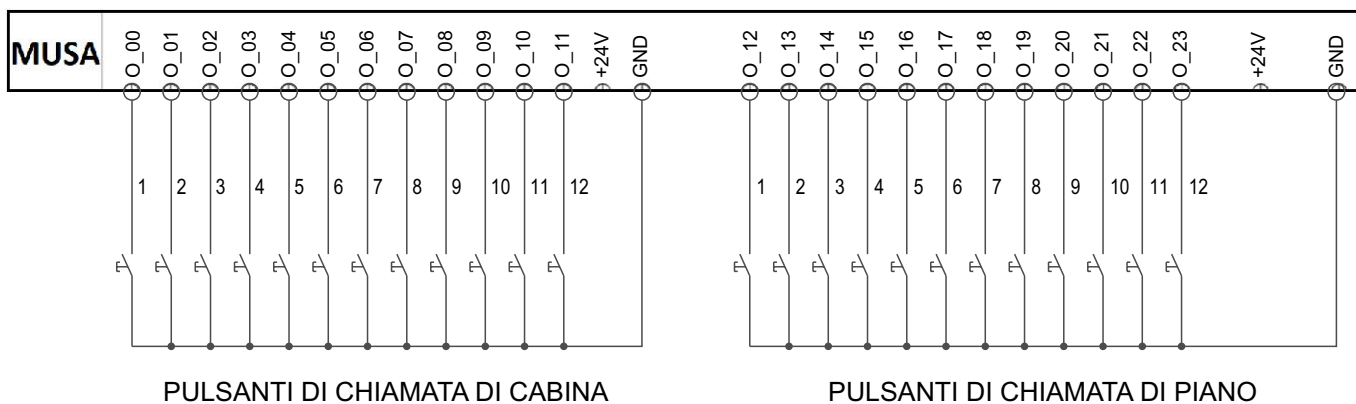 MUSA O_00 O_01 O_02 O_03 O_04 O_05 O_06 O_07 O_08 O_09 O_10 O_11 +24V GND O_12 O_13 O_14 O_15 O_16 O_17 O_18 O_19 O_20 O_21 O_22 O_23 +24V GND
1 2 3 4 5 6 7 8 9 10 11 12 1 2 3 4 5 6 7 8 9 10 11 12
PULSANTI DI CHIAMATA DI CABINA PULSANTI DI CHIAMATA DI PIANO